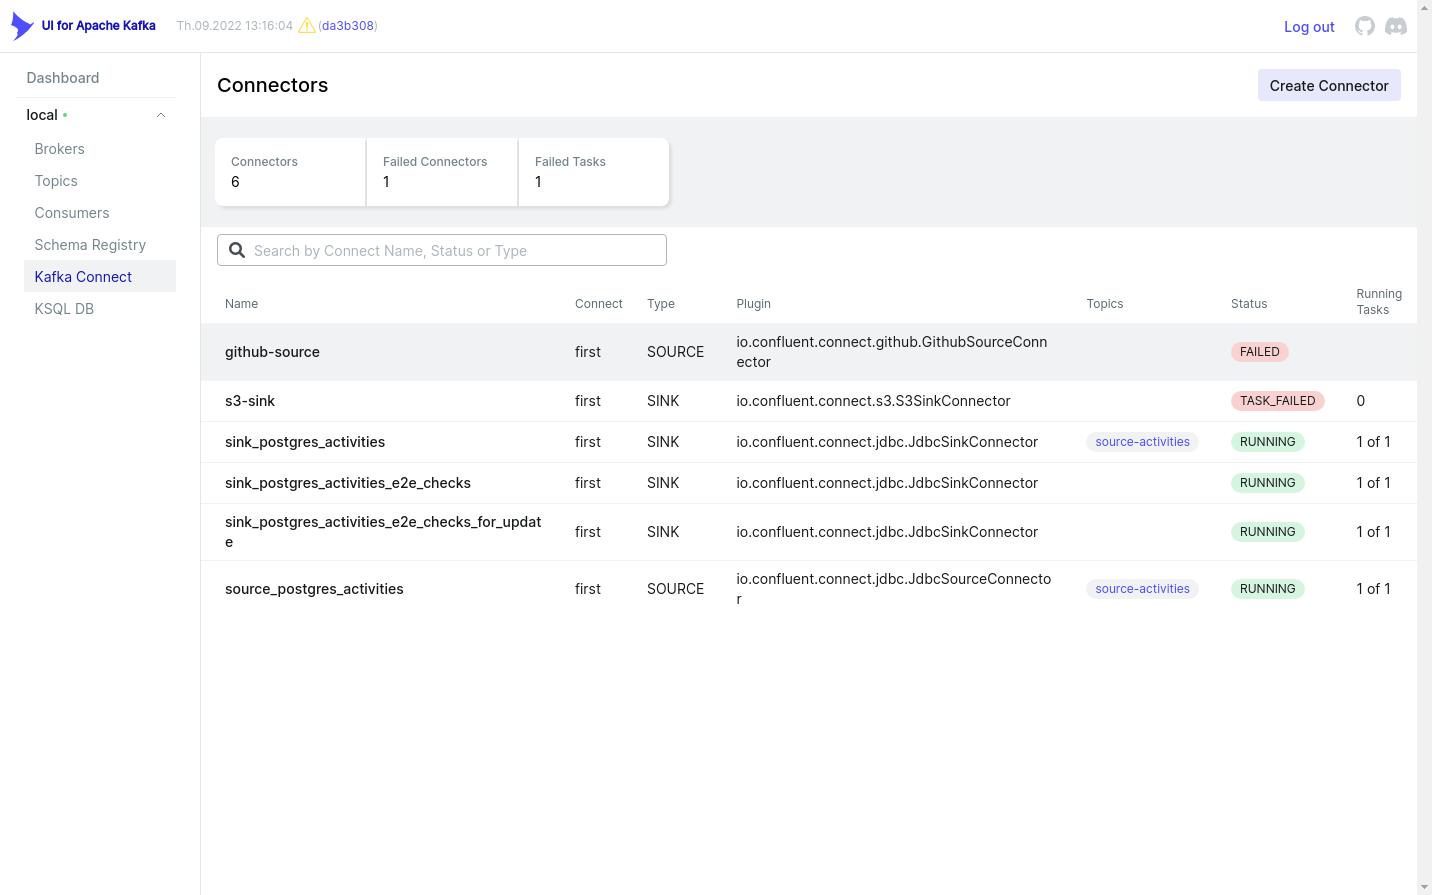 UI for Apache Kafka
Th.09.2022 13:16:04 (da3b308)
Log out
Dashboard
local
Brokers
Topics
Consumers
Schema Registry
Kafka Connect
KSQL DB
Connectors
Create Connector
Connectors
6
Failed Connectors
1
Failed Tasks
1
Search by Connect Name, Status or Type
Name Connect Type Plugin Topics Status Running
Tasks
github-source first SOURCE io.confluent.connect.github.GithubSourceConn
ector FAILED
s3-sink first SINK io.confluent.connect.s3.S3SinkConnector TASK_FAILED 0
sink_postgres_activities first SINK io.confluent.connect.jdbc.JdbcSinkConnector source-activities RUNNING 1 of 1
sink_postgres_activities_e2e_checks first SINK io.confluent.connect.jdbc.JdbcSinkConnector RUNNING 1 of 1
sink_postgres_activities_e2e_checks_for_updat
e first SINK io.confluent.connect.jdbc.JdbcSinkConnector RUNNING 1 of 1
source_postgres_activities first SOURCE io.confluent.connect.jdbc.JdbcSourceConnecto
r source-activities RUNNING 1 of 1